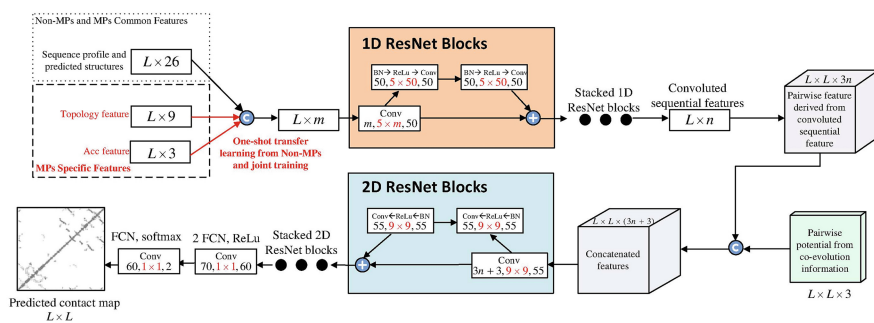 Non-MPs and MPs Common Features
Sequence profile and
predicted structures
L × 26
Topology feature
L × 9
Acc feature
L × 3
MPs Specific Features
C
L × m
One-shot transfer
learning from Non-MPs
and joint training
1D ResNet Blocks
BN→ ReLu → Conv
50, 5 × 50, 50
BN→ ReLu → Conv
50, 5 × 50, 50
Conv
m, 5 × m, 50
+
Stacked 1D
ResNet blocks
Convoluted
sequential features
L × n
L × L × 3n
Pairwise feature
derived from
convoluted
sequential
feature
Pairwise
potential from
co-evolution
information
L × L × 3
C
L × L × (3n + 3)
Concatenated
features
2D ResNet Blocks
Conv←ReLu←BN
55, 9 × 9, 55
Conv←ReLu←BN
55, 9 × 9, 55
Conv
3n + 3, 9 × 9, 55
+
Stacked 2D
ResNet blocks
2 FCN, ReLu
Conv
70, 1 × 1, 60
FCN, softmax
Conv
60, 1 × 1, 2
Predicted contact map
L × L